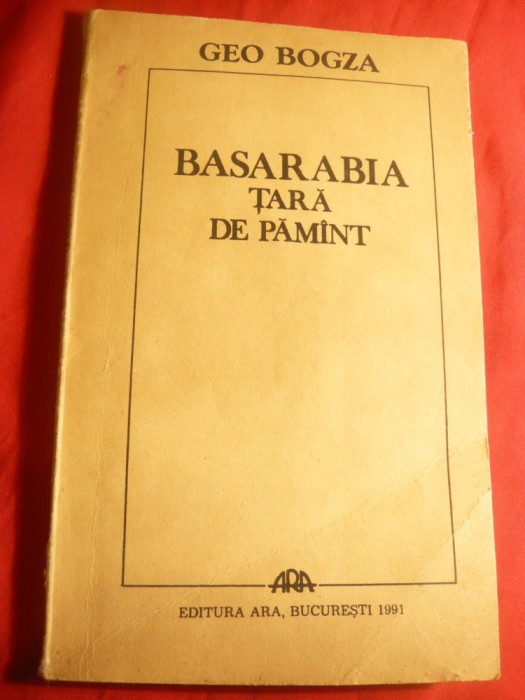 GEO BOGZA
BASARABIA
ȚARĂ
DE PĂMÎNT
ARA
EDITURA ARA, BUCUREȘTI 1991